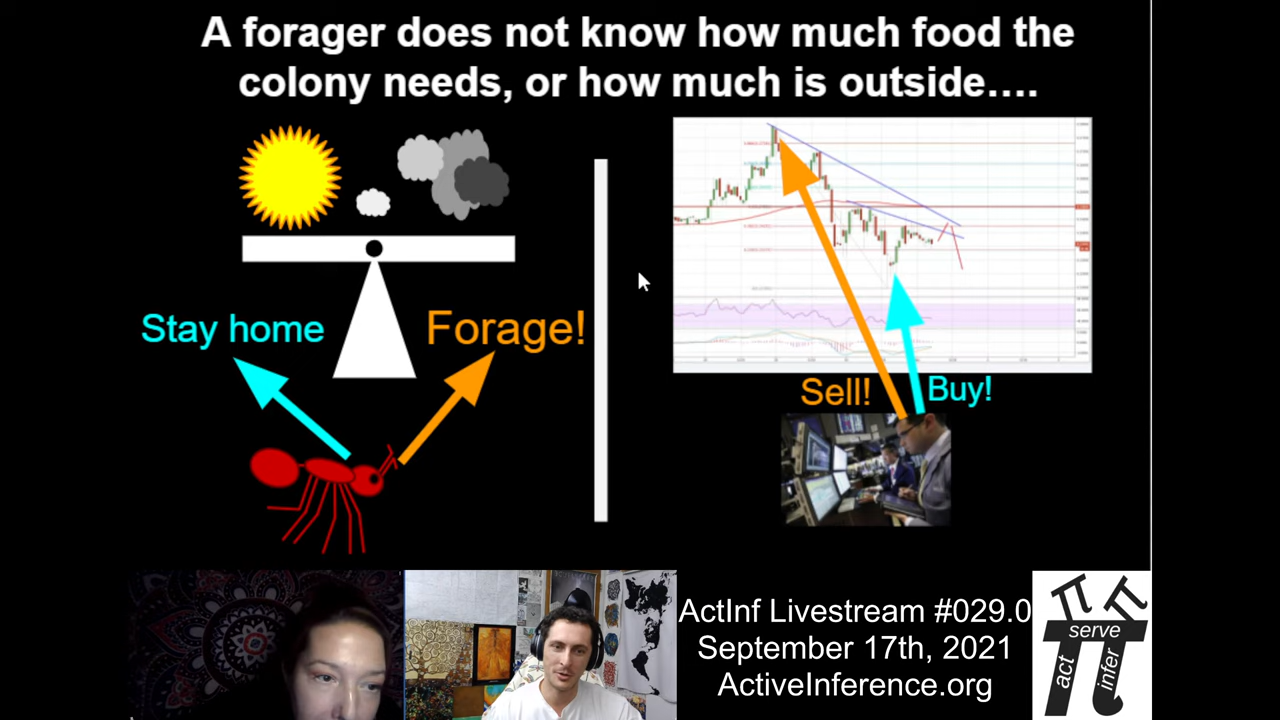 A forager does not know how much food the
colony needs, or how much is outside....
Stay home
Forage!
Sell!
Buy!
ActInf Livestream #029.0
September 17th, 2021
ActiveInference.org
serve
act
infer